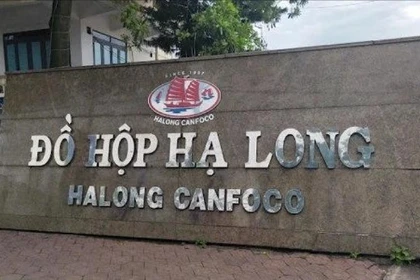 SINCE 1957
HALONG CANFOCO
ĐỒ HỘP HẠ LONG
HALONG CANFOCO